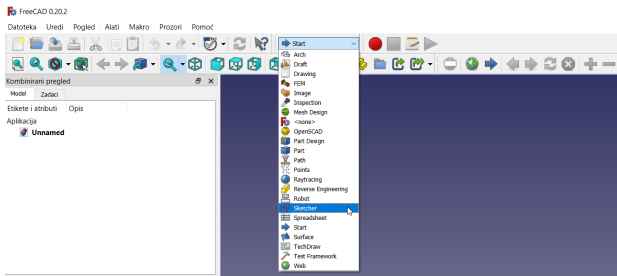 FreeCAD 0.20.2
Datoteka Uredi Pogled Alati Makro Prozori Pomoć
Start
Arch
Draft
Drawing
FEM
Image
Inspection
Mesh Design
<none>
OpenSCAD
Part Design
Part
Path
Points
Raytracing
Reverse Engineering
Robot
Sketcher
Spreadsheet
Start
Surface
TechDraw
Test Framework
Web
Kombinirani pregled
Model Zadaci
Etikete i atributi Opis
Aplikacija
Unnamed